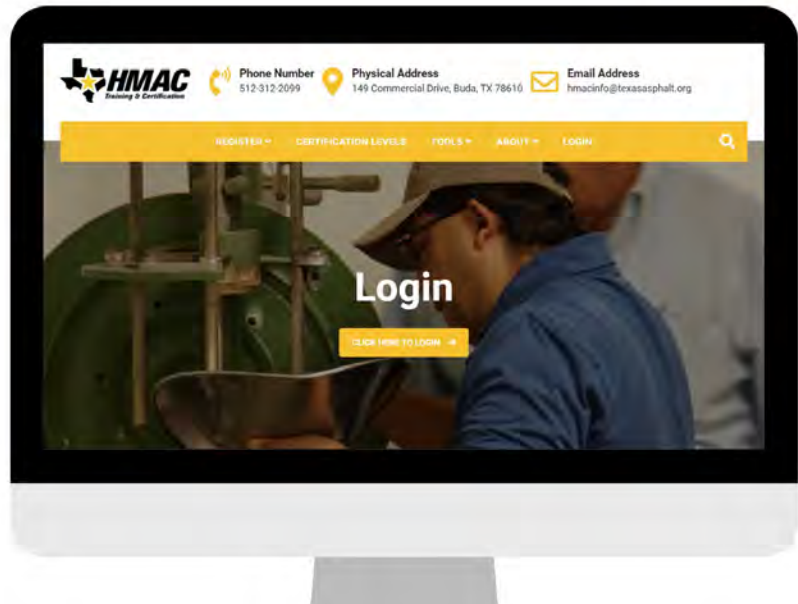 HMAC
Training & Certification
Phone Number
512-312-2099
Physical Address
149 Commercial Drive, Buda, TX 78610
Email Address
hmacinfo@texasasphalt.org
REGISTER CERTIFICATION LEVELS TOOLS ABOUT LOGIN
Login
CLICK HERE TO LOGIN